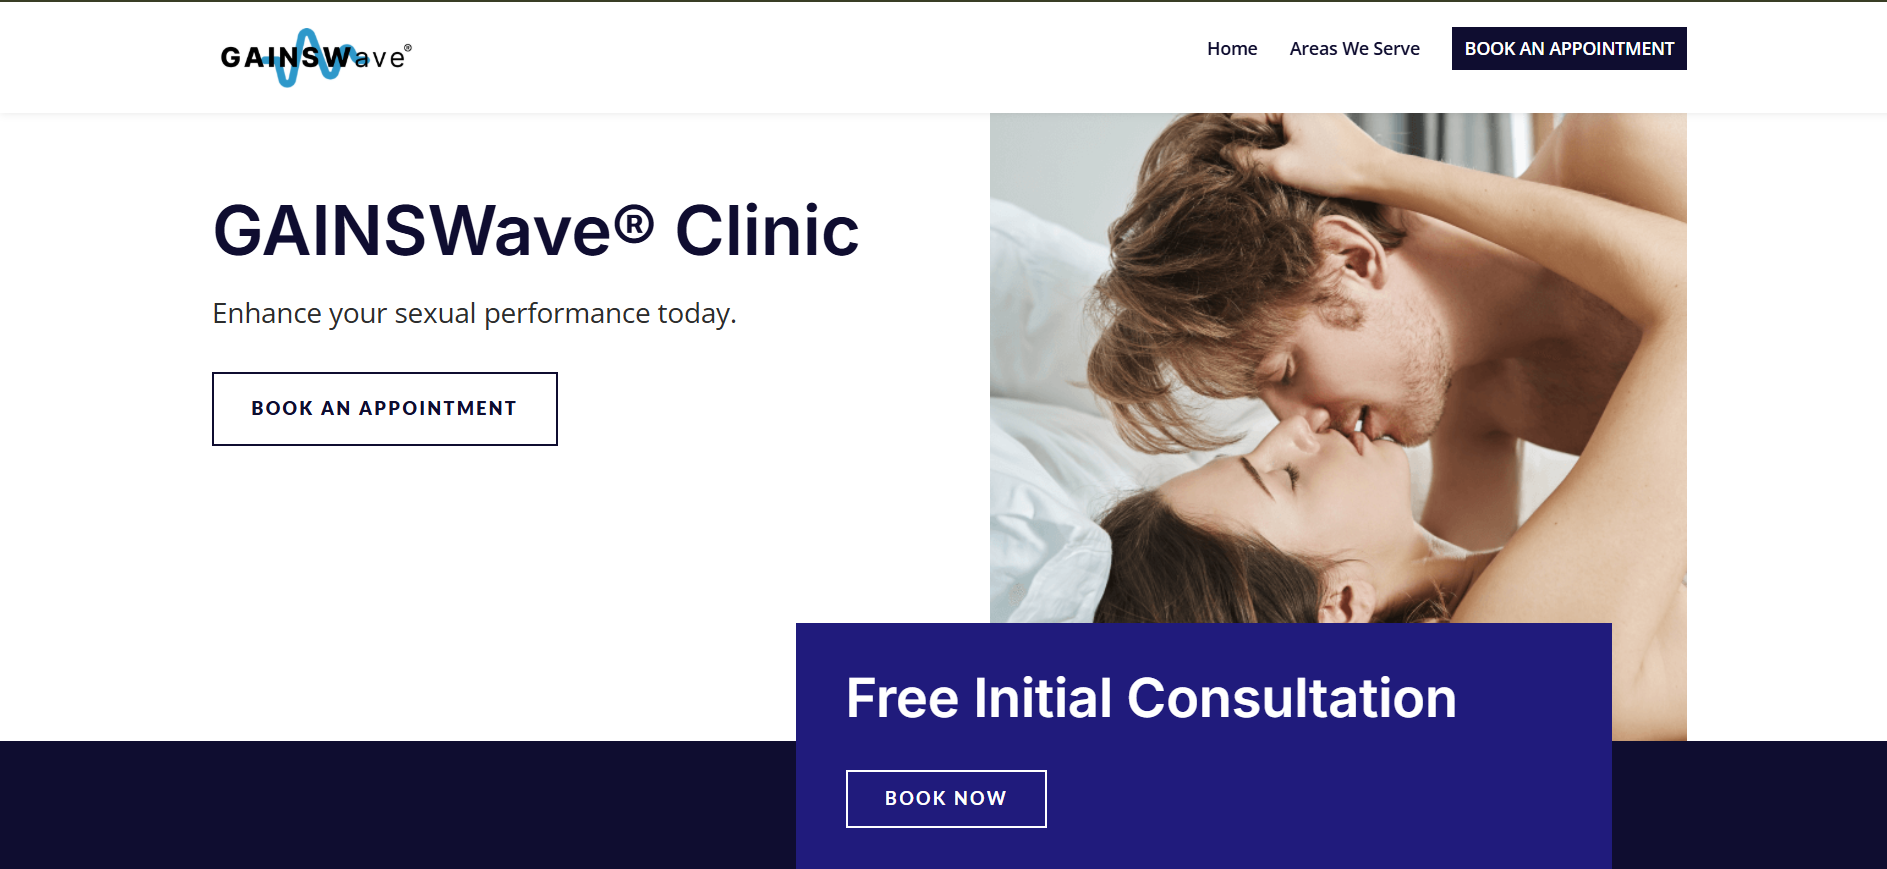 GAINSWave®
Home
Areas We Serve
BOOK AN APPOINTMENT
GAINSWave® Clinic
Enhance your sexual performance today.
BOOK AN APPOINTMENT
Free Initial Consultation
BOOK NOW